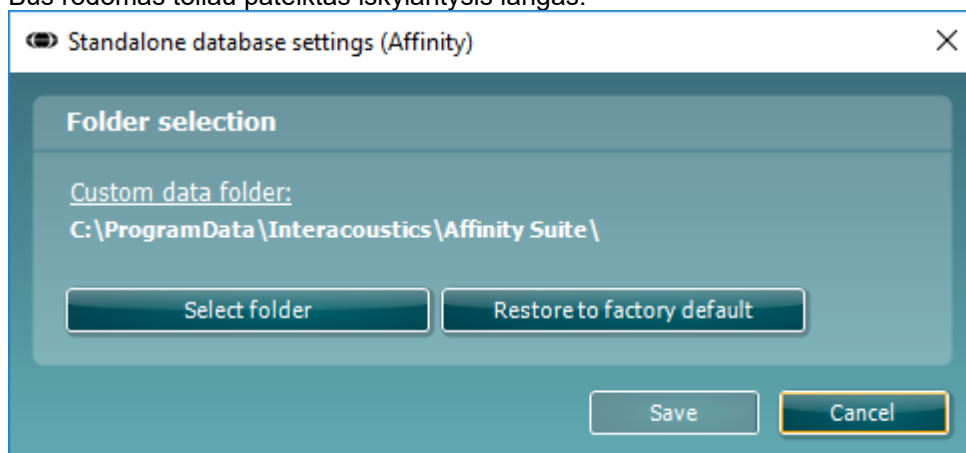 Bus rodomas toliau pateiktas iškylantysis langas:
Standalone database settings (Affinity)
Folder selection
Custom data folder:
C:\ProgramData\Interacoustics\Affinity Suite\
Select folder
Restore to factory default
Save
Cancel